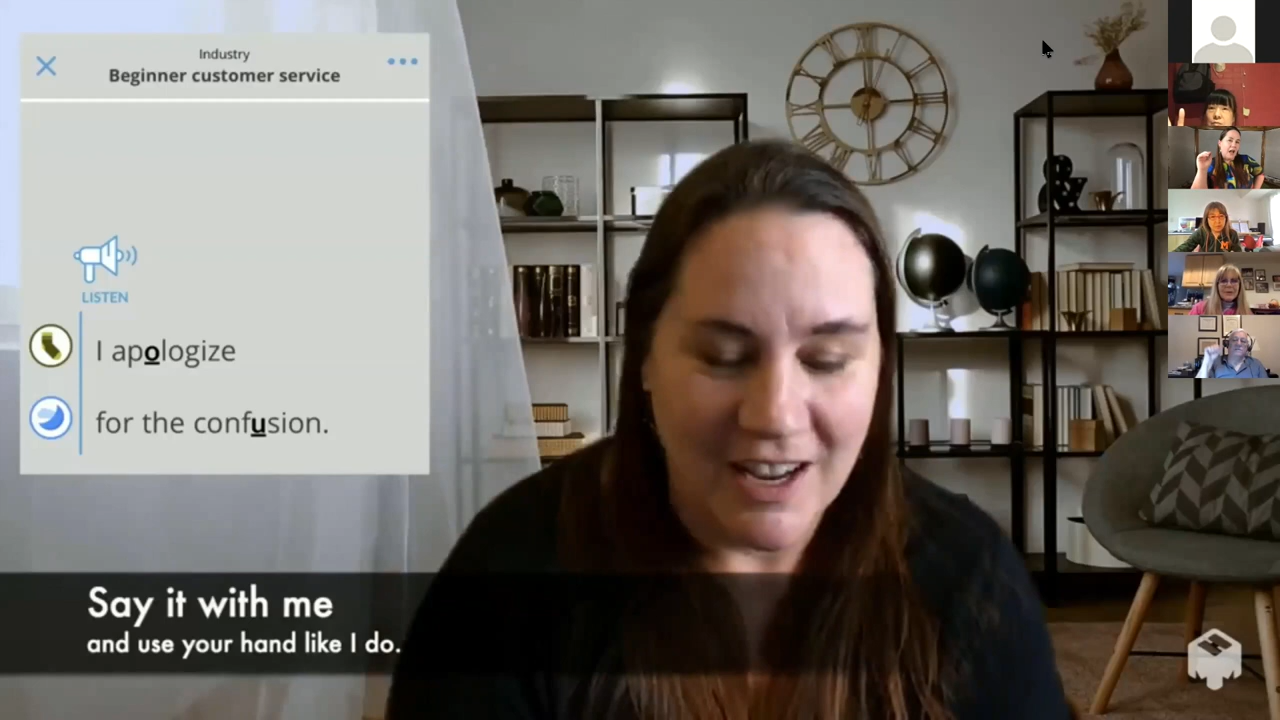 Industry
Beginner customer service
LISTEN
I apologize
for the confusion.
Say it with me
and use your hand like I do.